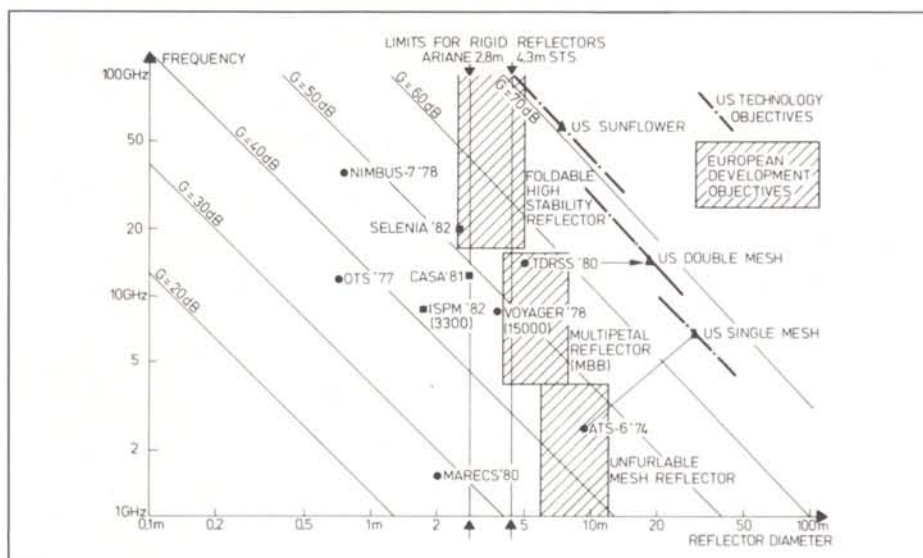 LIMITS FOR RIGID REFLECTORS
ARIANE 2,8m 4,3m STS
FREQUENCY
100GHz
50
20
10GHz
5
2
1GHz
0,1m
0,2
0,5
1m
2
5
10m
20
50
100m
REFLECTOR DIAMETER
G=20dB
G=30dB
G=40dB
G=50dB
G=60dB
G=70dB
US TECHNOLOGY
OBJECTIVES
EUROPEAN
DEVELOPMENT
OBJECTIVES
US SUNFLOWER
NIMBUS-7 '78
FOLDABLE
HIGH
STABILITY
REFLECTOR
SELENIA '82
TDRSS '80
US DOUBLE MESH
OTS '77
CASA '81
ISPM '82
(3300)
VOYAGER '78
(15000)
US SINGLE MESH
MULTIPETAL
REFLECTOR
(MBB)
ATS-6 '74
MARECS '80
UNFURLABLE
MESH REFLECTOR